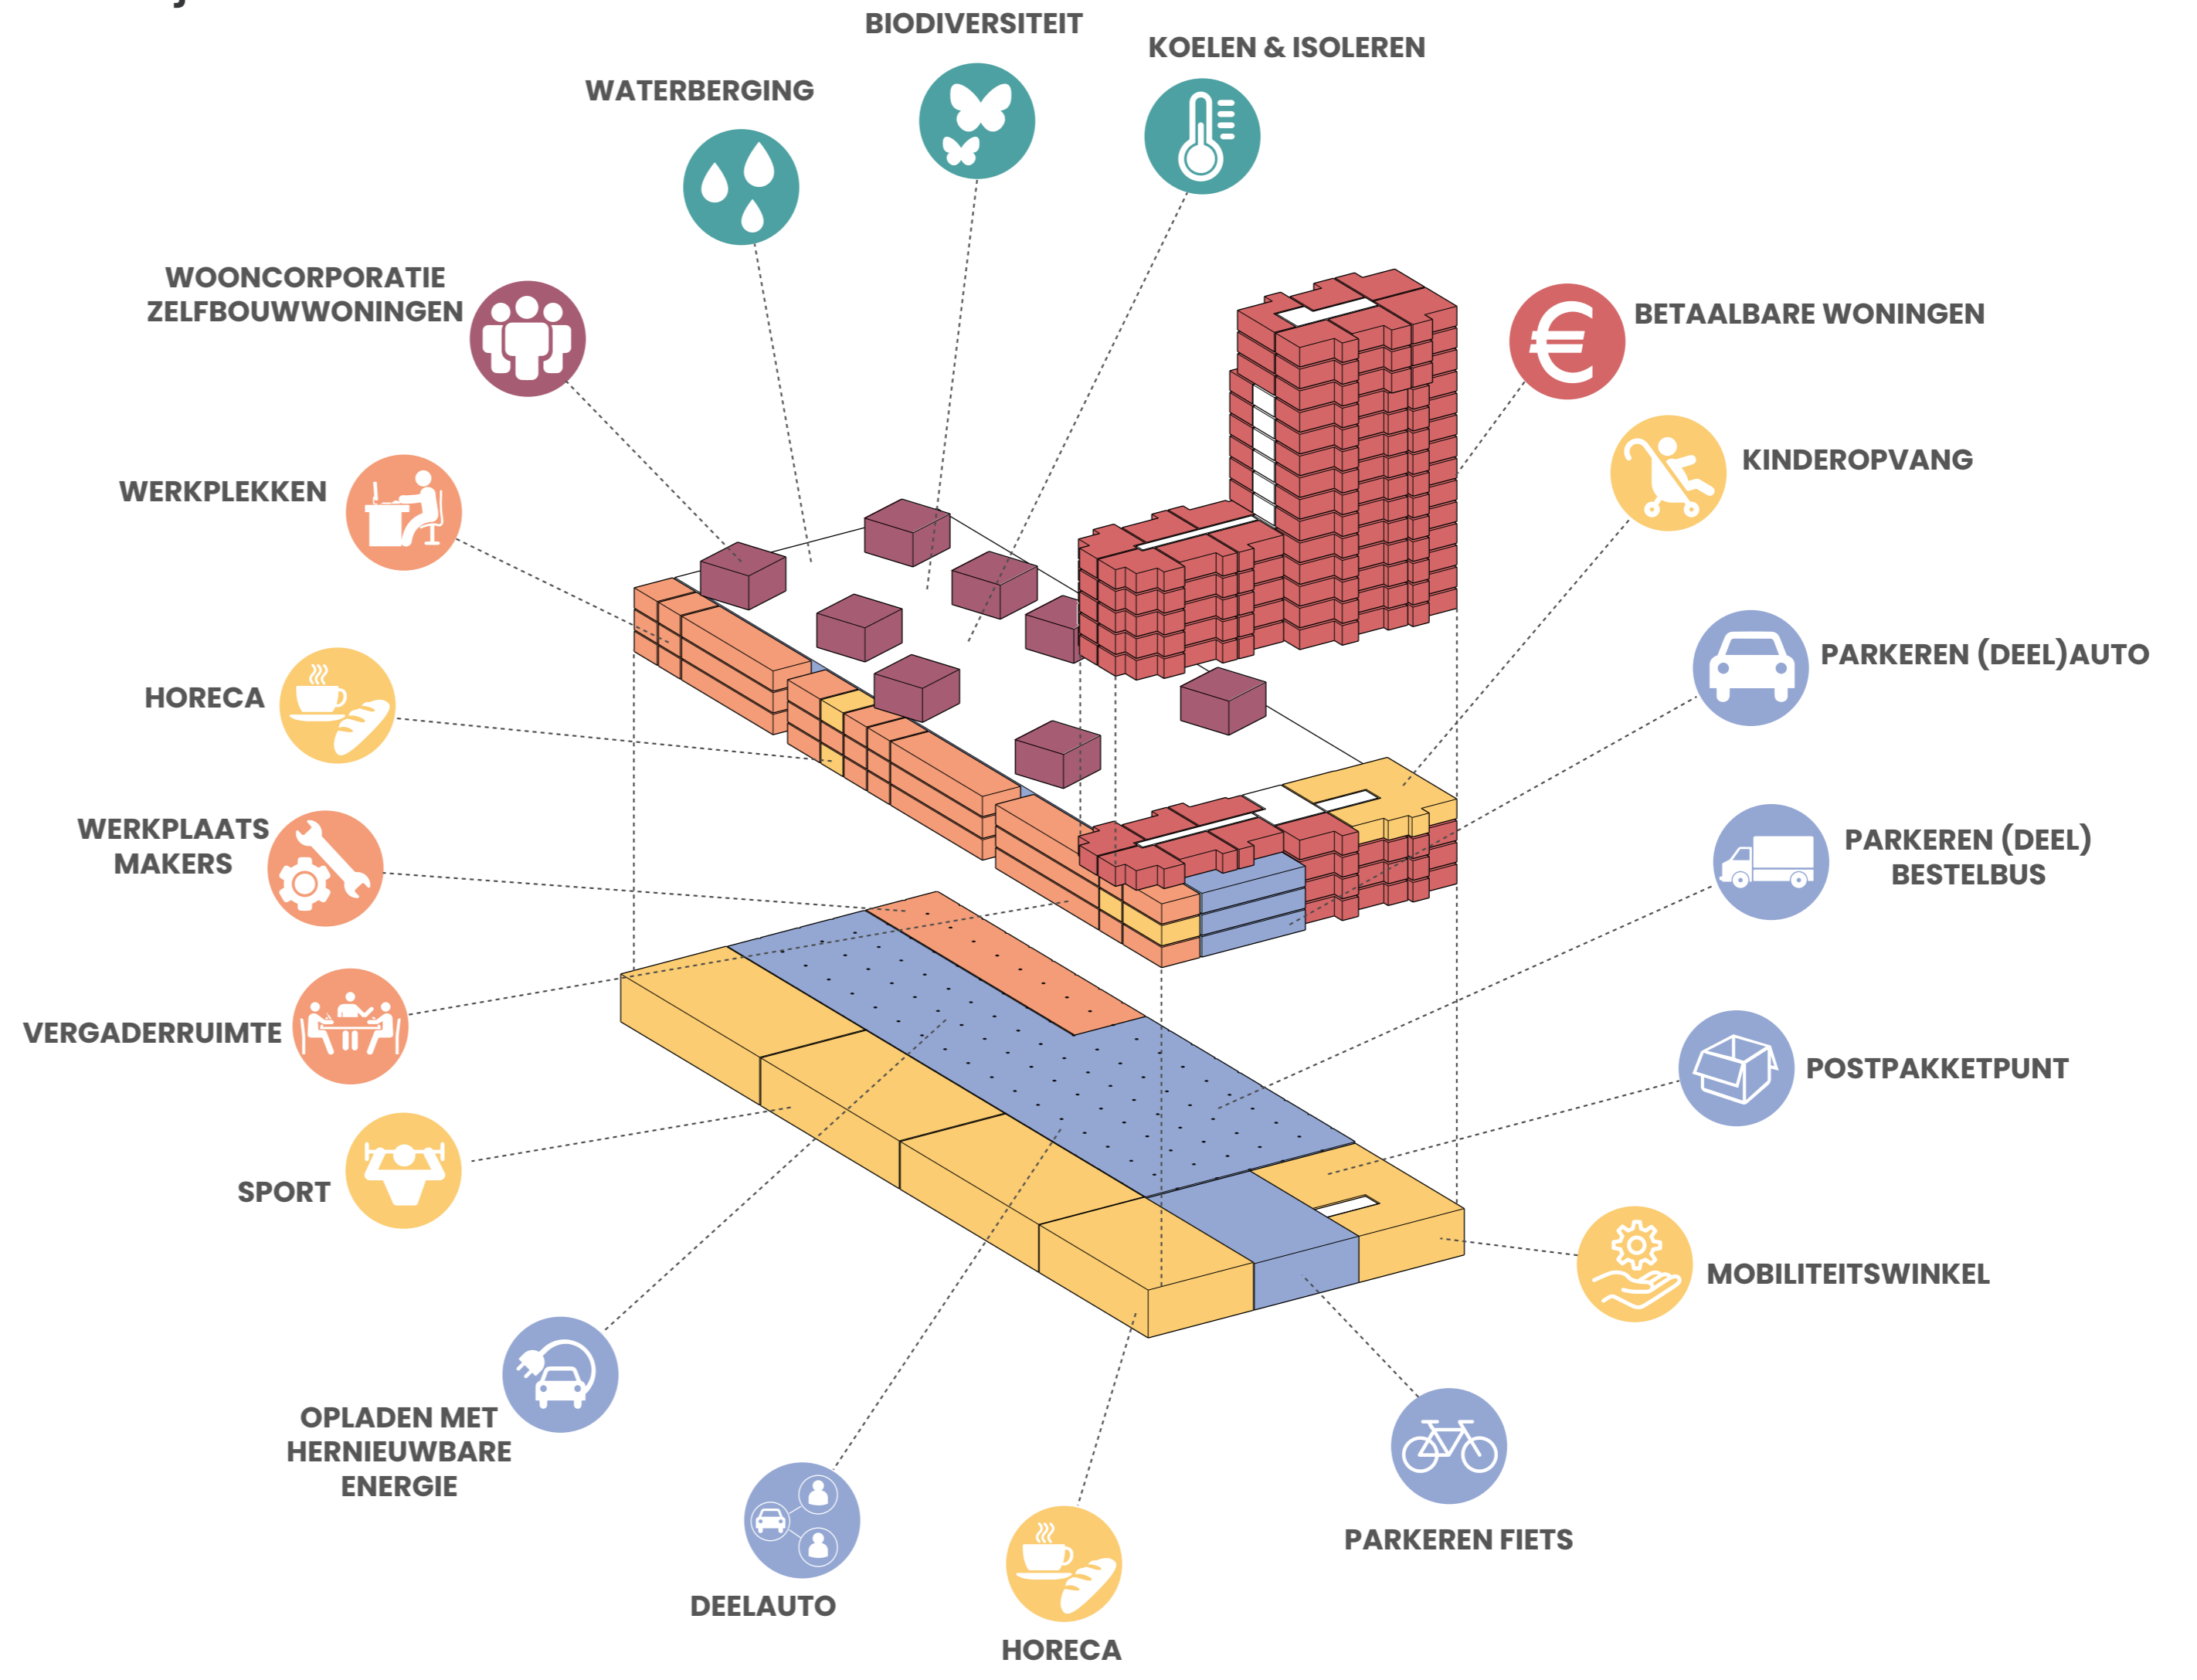 BIODIVERSITEIT
KOELEN & ISOLEREN
WATERBERGING
WOONCORPORATIE
ZELFBOUWWONINGEN
BETAALBARE WONINGEN
KINDEROPVANG
WERKPLEKKEN
PARKEREN (DEEL)AUTO
HORECA
WERKPLAATS
MAKERS
PARKEREN (DEEL)
BESTELBUS
VERGADERRUIMTE
POSTPAKKETPUNT
SPORT
MOBILITEITSWINKEL
OPLADEN MET
HERNIEUWBARE
ENERGIE
PARKEREN FIETS
DEELAUTO
HORECA